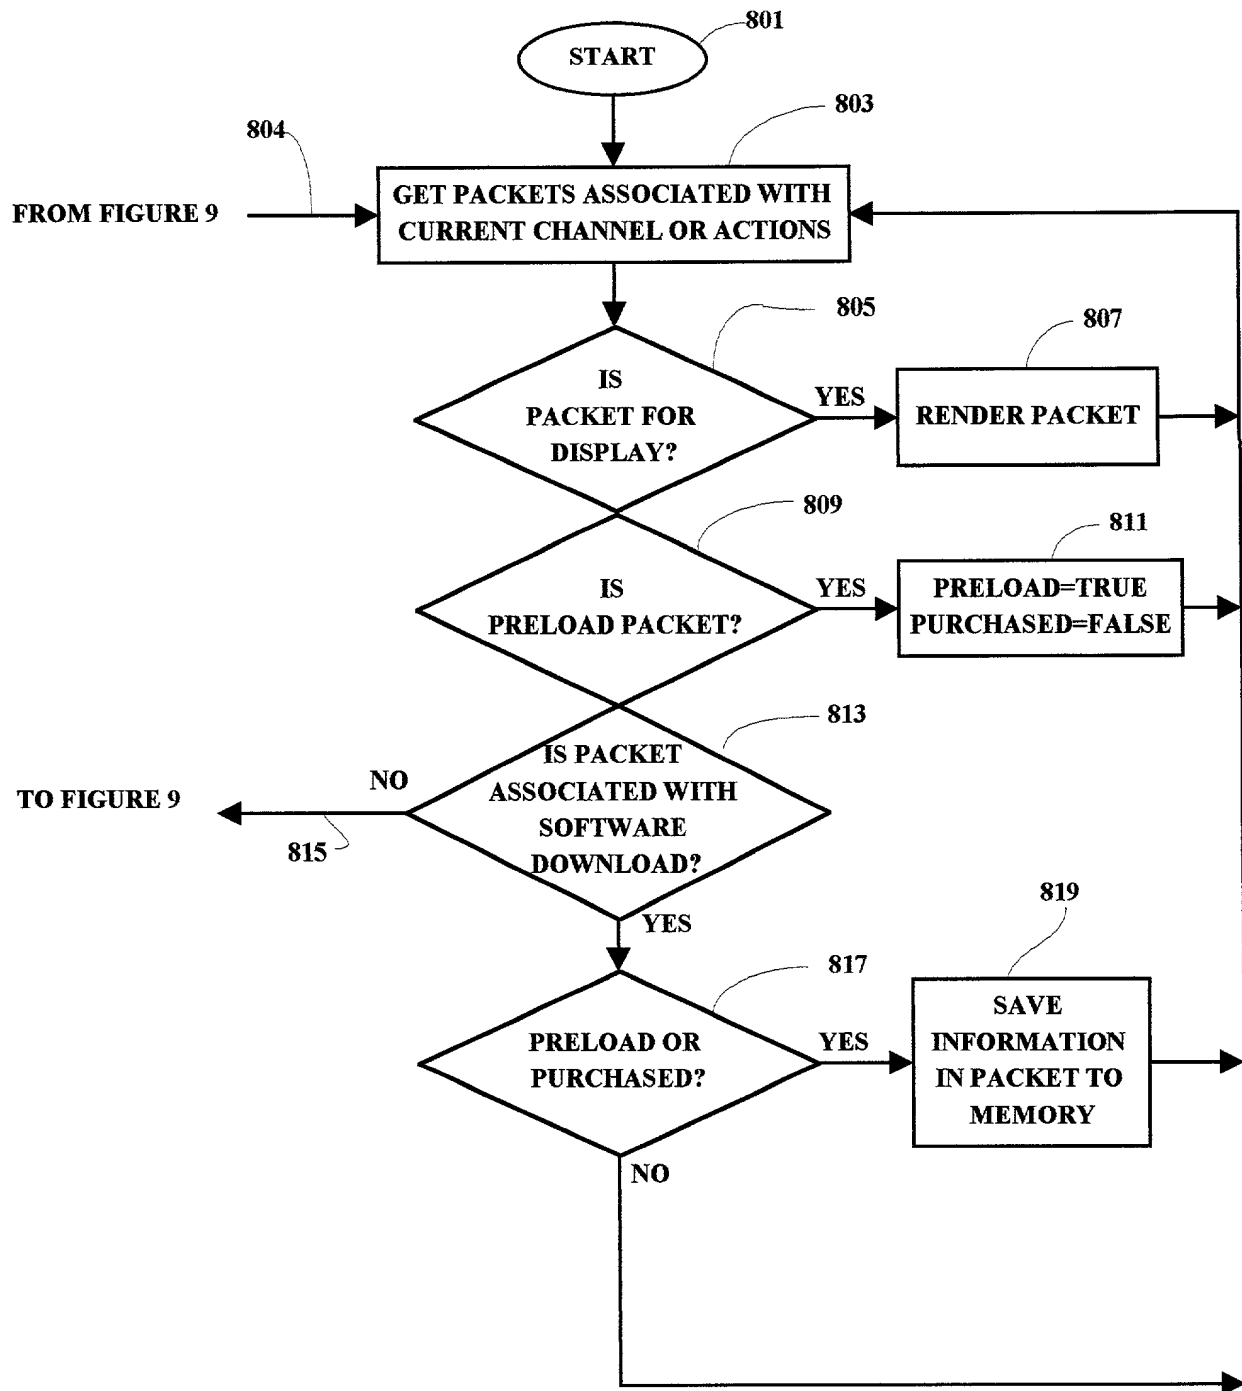 801
START
803
804
GET PACKETS ASSOCIATED WITH
CURRENT CHANNEL OR ACTIONS
FROM FIGURE 9
805
807
IS
PACKET FOR
DISPLAY?
YES
RENDER PACKET
809
811
IS
PRELOAD PACKET?
YES
PRELOAD=TRUE
PURCHASED=FALSE
813
IS PACKET
ASSOCIATED WITH
SOFTWARE
DOWNLOAD?
NO
TO FIGURE 9
815
YES
817
819
PRELOAD OR
PURCHASED?
YES
SAVE
INFORMATION
IN PACKET TO
MEMORY
NO